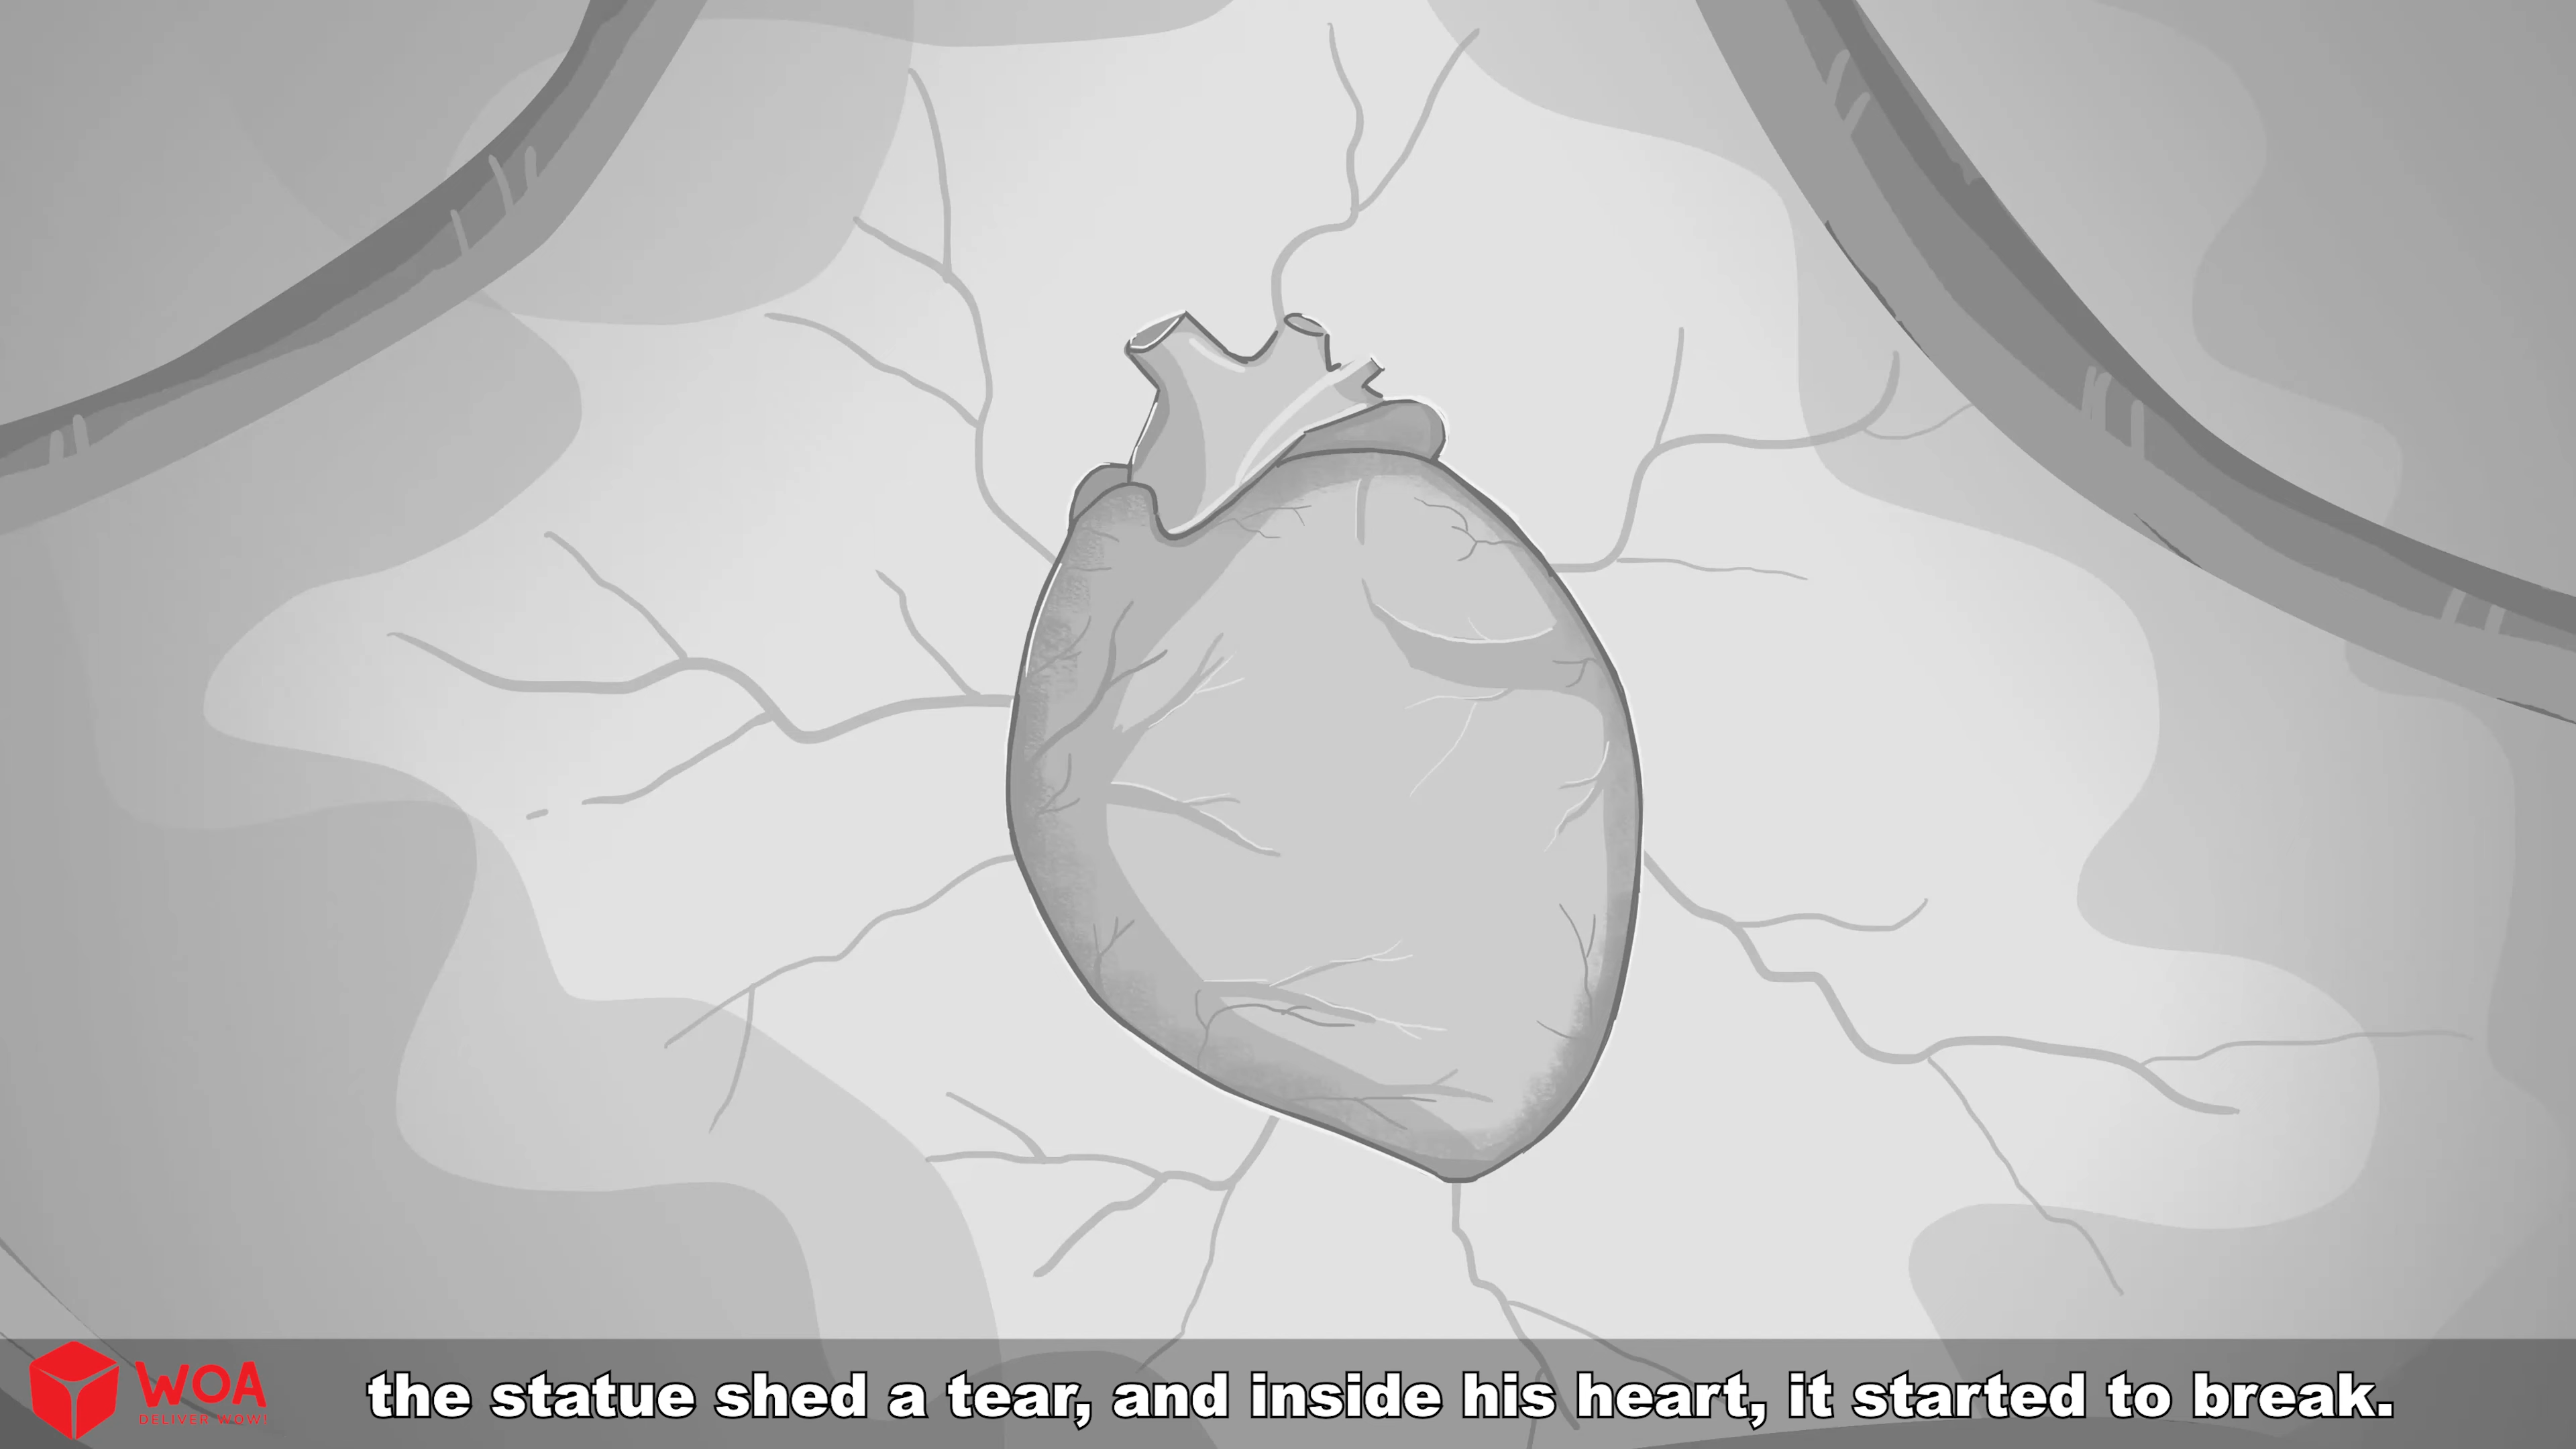 WOA
DELIVER WOW!
the statue shed a tear, and inside his heart, it started to break.